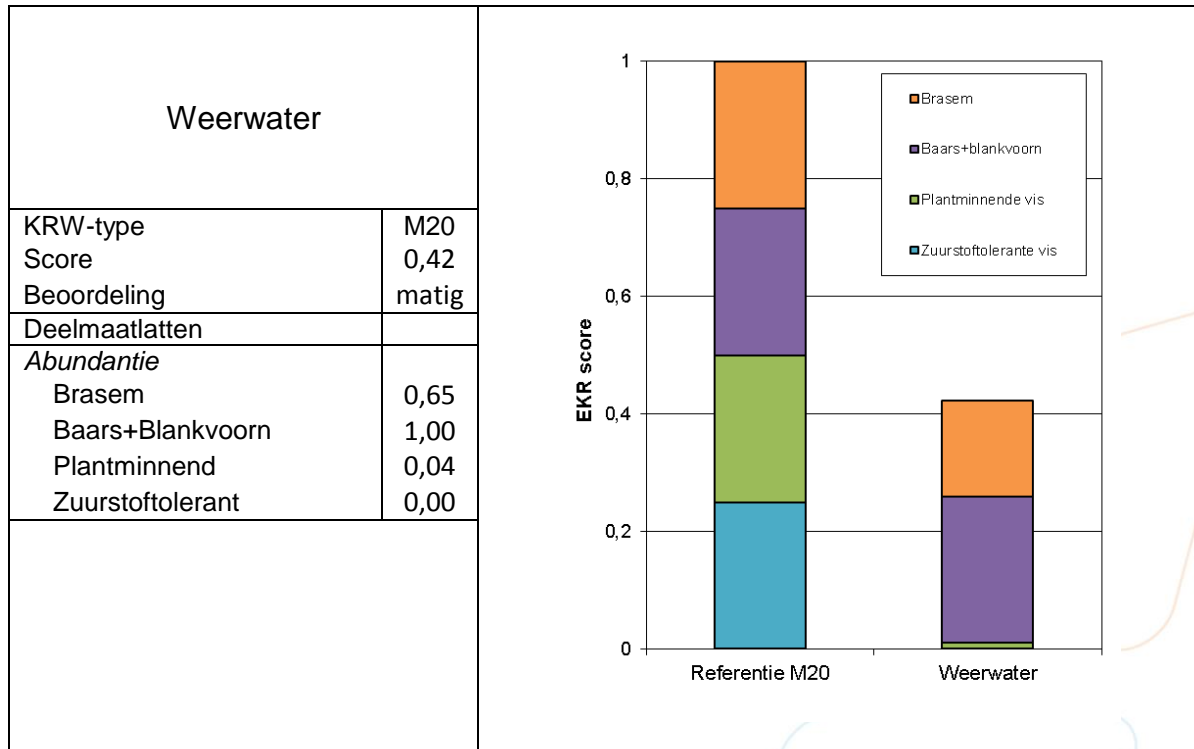 Weerwater
KRW-type M20
Score 0,42
Beoordeling matig
Deelmaatlatten
Abundantie
Brasem 0,65
Baars+Blankvoorn 1,00
Plantminnend 0,04
Zuurstoftolerant 0,00
EKR score
1
0,8
0,6
0,4
0,2
0
Brasem
Baars+blankvoorn
Plantminnende vis
Zuurstoftolerante vis
Referentie M20 Weerwater